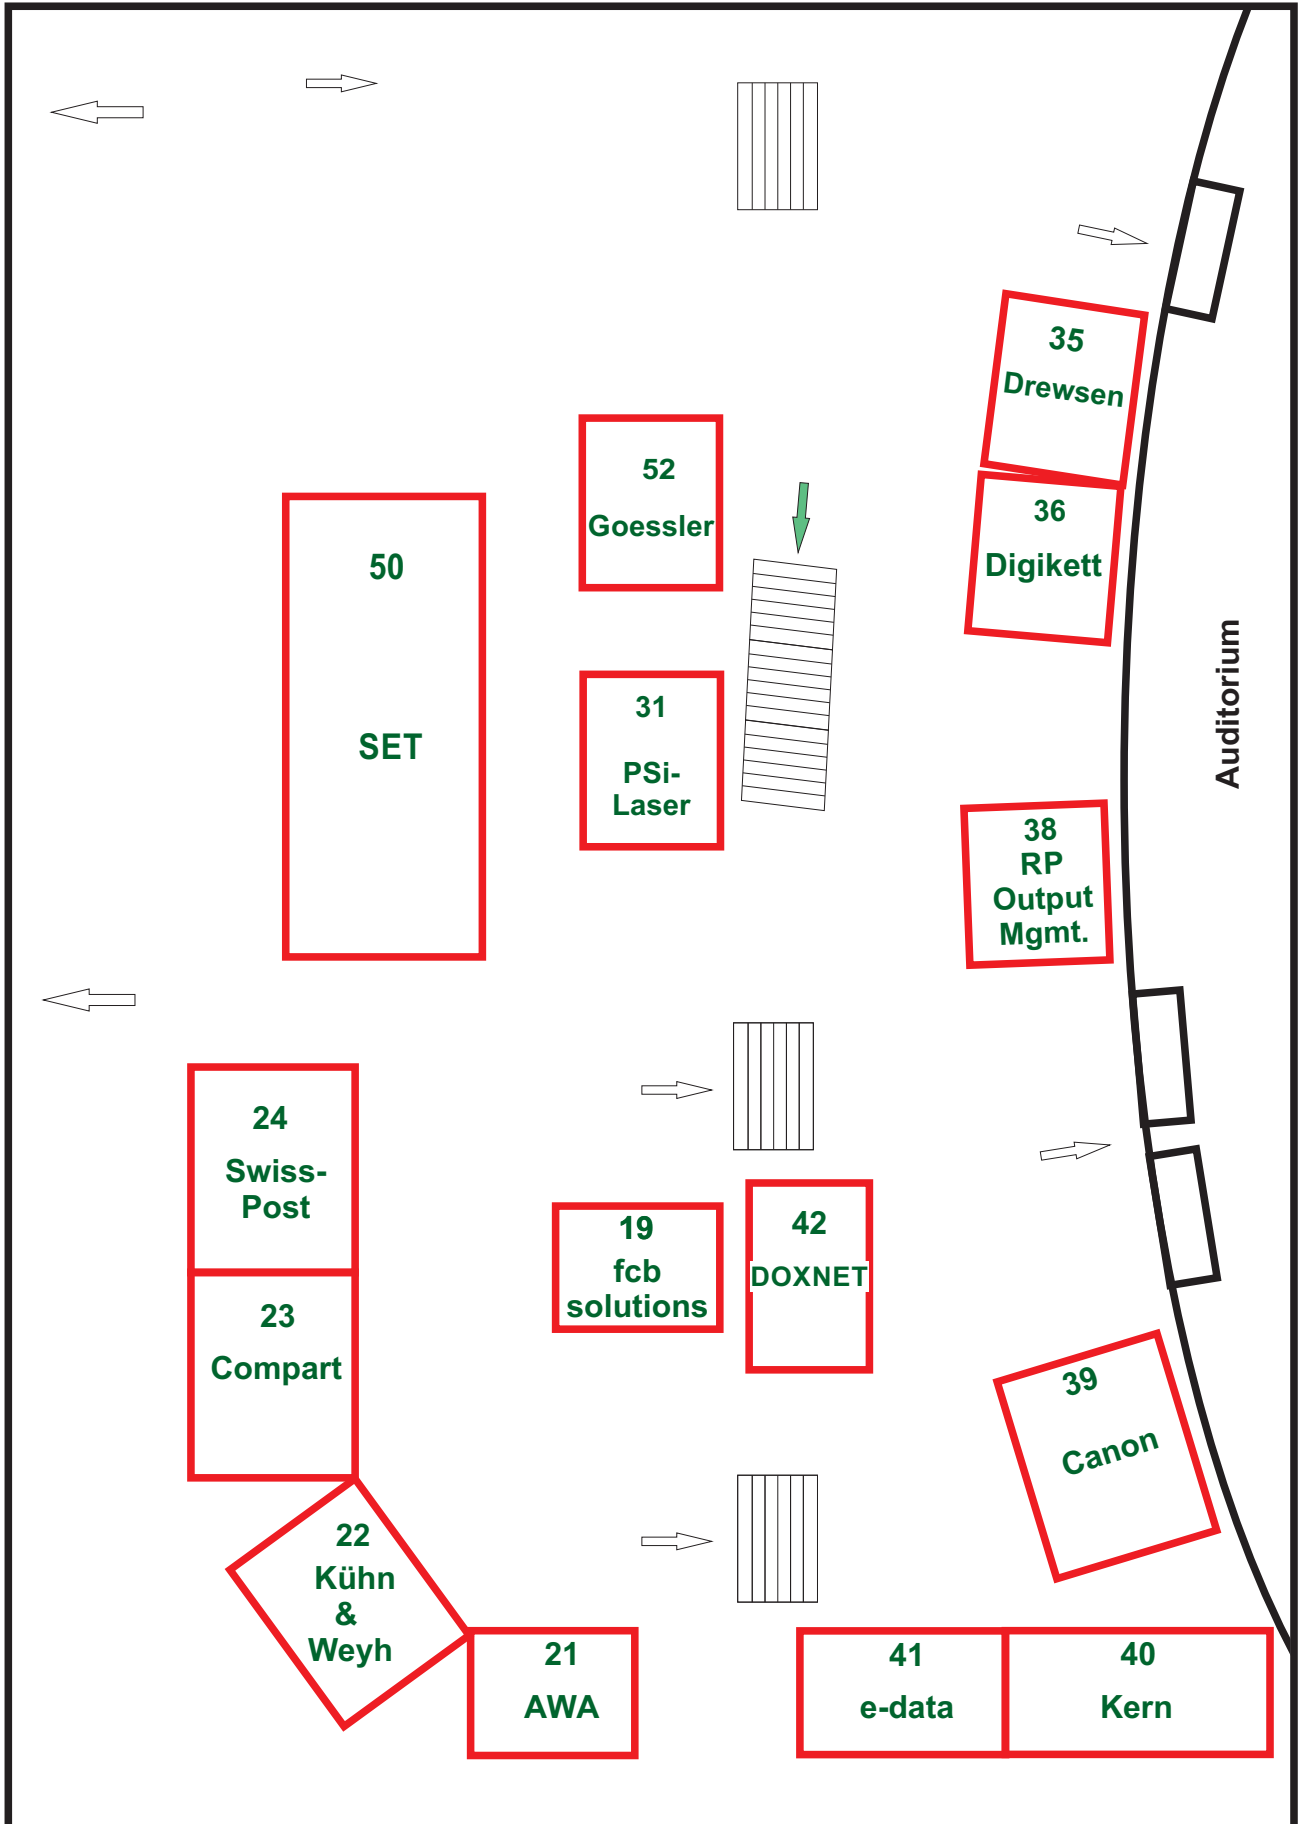 35
Drewsen
52
Goessler
36
Digikett
50
SET
31
PSi-
Laser
Auditorium
38
RP
Output
Mgmt.
24
Swiss-
Post
19
fcb
solutions
42
DOXNET
23
Compart
39
Canon
22
Kühn
&
Weyh
21
AWA
41
e-data
40
Kern